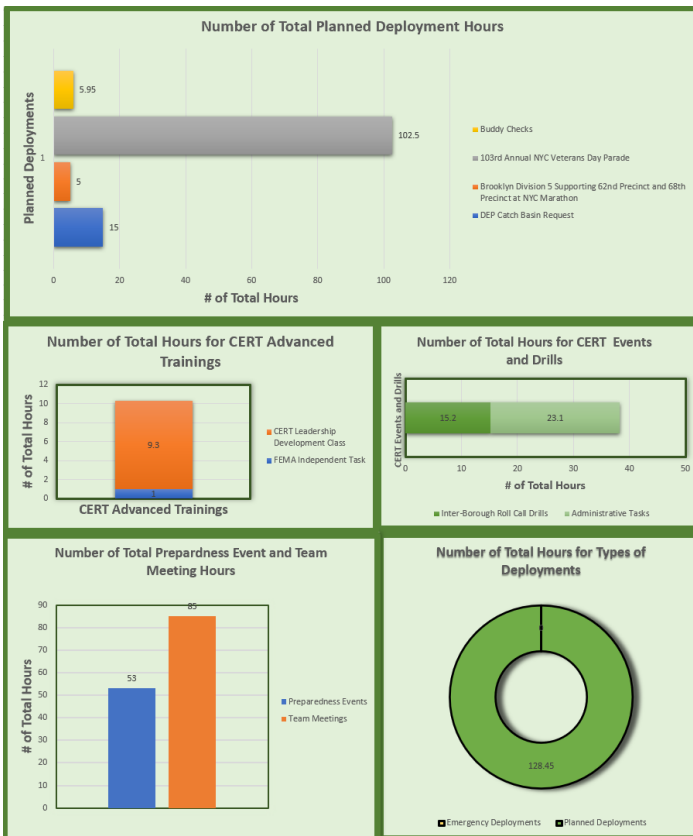 Number of Total Planned Deployment Hours
Planned Deployments
1
5.95
102.5
5
15
0 20 40 60 80 100 120
# of Total Hours
Buddy Checks
103rd Annual NYC Veterans Day Parade
Brooklyn Division 5 Supporting 62nd Precinct and 68th
Precinct at NYC Marathon
DEP Catch Basin Request
Number of Total Hours for CERT Advanced
Trainings
# of Total Hours
12
10
8
6
4
2
0
9.3
1
CERT Advanced Trainings
CERT Leadership
Development Class
FEMA Independent Task
Number of Total Hours for CERT Events
and Drills
CERT Events and Drills
15.2 23.1
0 10 20 30 40 50
# of Total Hours
Inter-Borough Roll Call Drills Administrative Tasks
Number of Total Prepardness Event and Team
Meeting Hours
# of Total Hours
90
80
70
60
50
40
30
20
10
0
53
85
Preparedness Events
Team Meetings
Number of Total Hours for Types of
Deployments
128.45
Emergency Deployments Planned Deployments